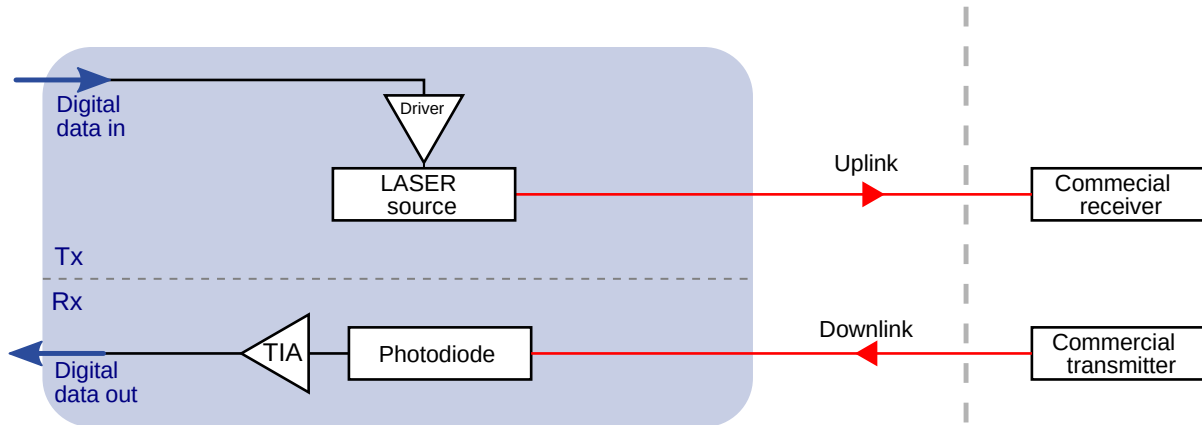 Digital
data in
Driver
LASER
source
Uplink
Commecial
receiver
Tx
Rx
TIA
Photodiode
Downlink
Commercial
transmitter
Digital
data out